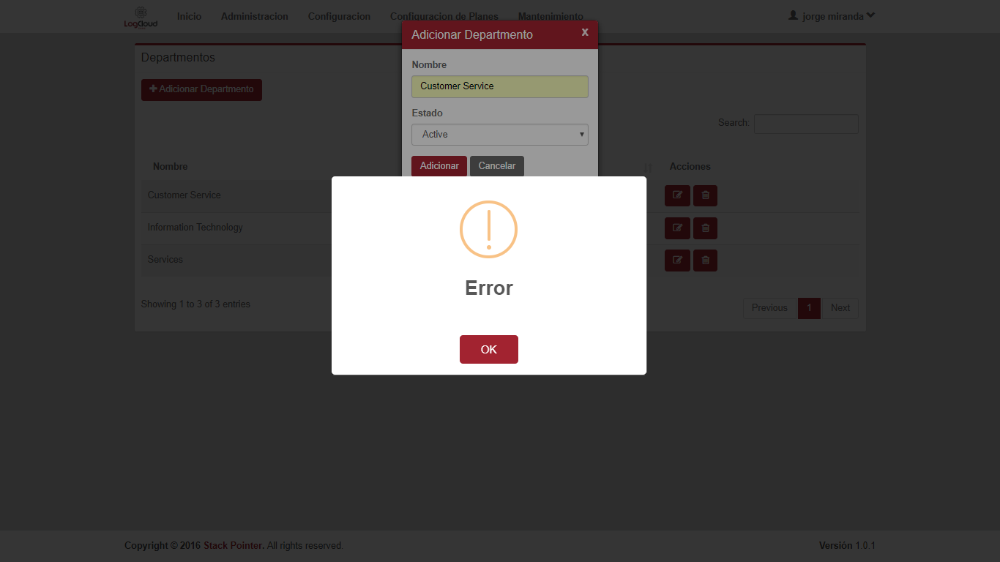 LogCloud
Inicio Administracion Configuracion Configuracion de Planes Mantenimiento jorge miranda
Adicionar Departmento x
Departmentos
Nombre
Customer Service
Adicionar Departmento
Estado
Active
Search:
Adicionar Cancelar
Nombre Acciones
Customer Service
Information Technology
Services
Error
OK
Showing 1 to 3 of 3 entries
Previous 1 Next
Copyright © 2016 Stack Pointer. All rights reserved.
Versión 1.0.1